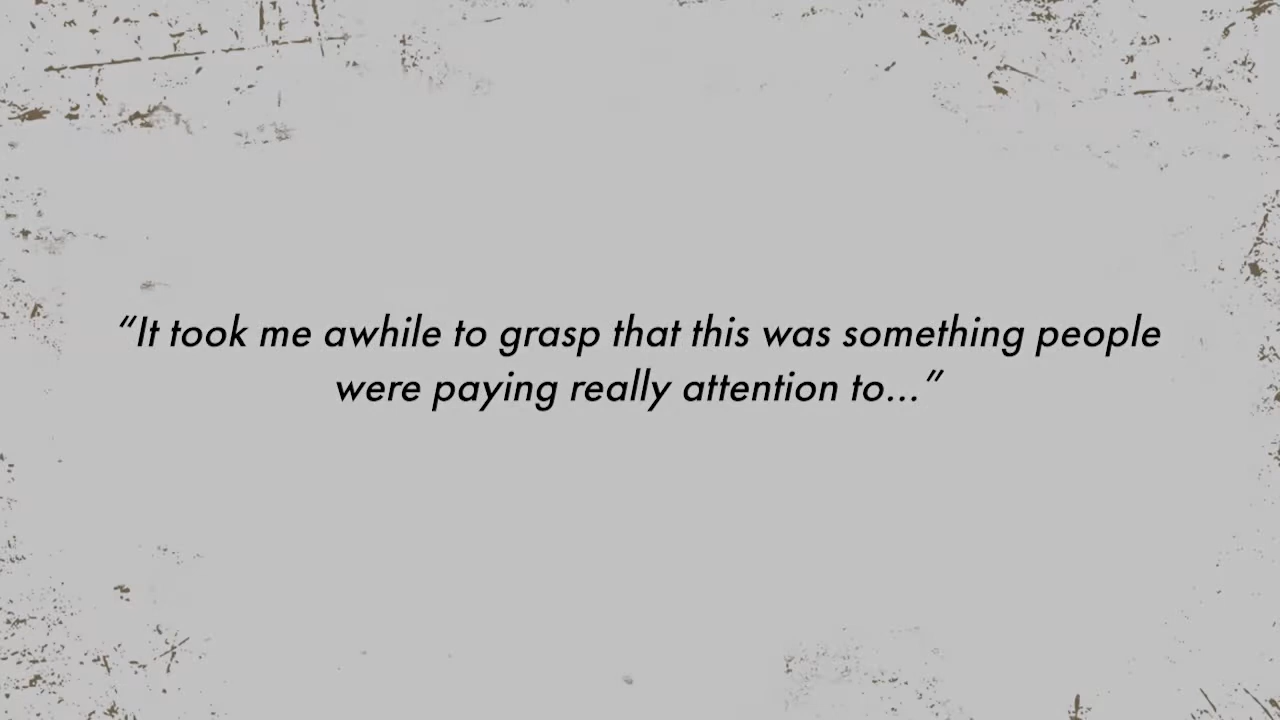 “It took me awhile to grasp that this was something people
were paying really attention to...”